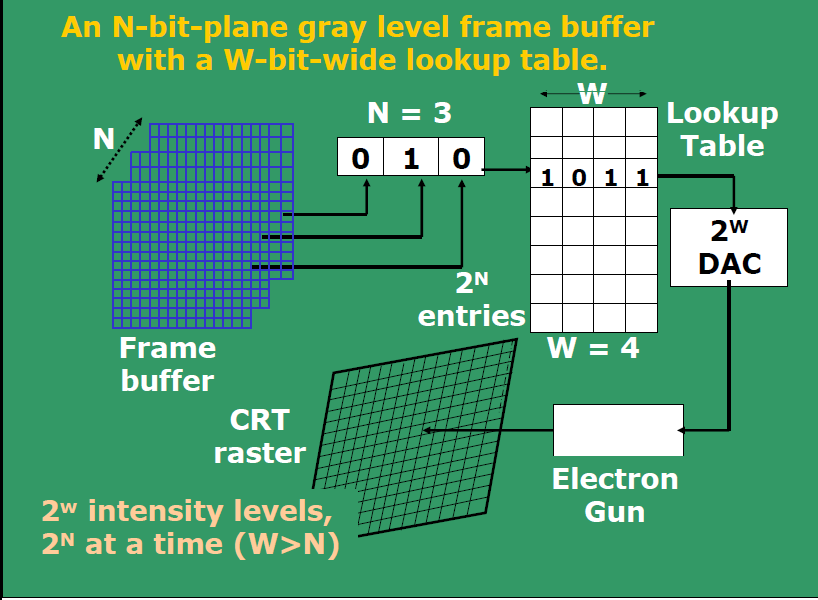 An N–bit–plane gray level frame buffer
with a W–bit–wide lookup table.
N
N = 3
0 1 0
W
Lookup
Table
1 0 1 1
2ᵂ
DAC
2ᴺ
entries
W = 4
Frame
buffer
CRT
raster
Electron
Gun
2ʷ intensity levels,
2ᴺ at a time (W>N)